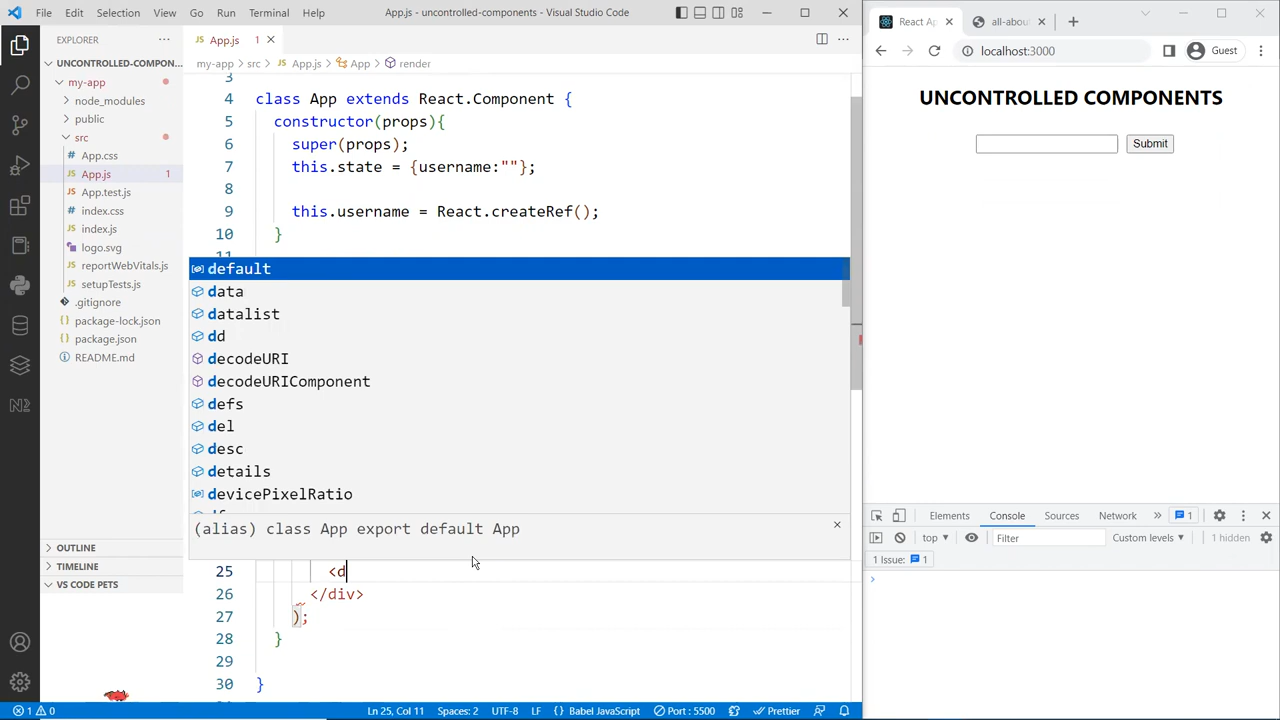 File Edit Selection View Go Run Terminal Help
App.js - uncontrolled-components - Visual Studio Code
EXPLORER
UNCONTROLLED-COMPON...
my-app
node_modules
public
src
App.css
App.js 1
App.test.js
index.css
index.js
logo.svg
reportWebVitals.js
setupTests.js
.gitignore
package-lock.json
package.json
README.md
OUTLINE
TIMELINE
VS CODE PETS
App.js 1
my-app > src > App.js > App > render
3
4 class App extends React.Component {
5 constructor(props){
6 super(props);
7 this.state = {username:""};
8
9 this.username = React.createRef();
10 }
11
default
data
datalist
dd
decodeURI
decodeURIComponent
defs
del
desc
details
devicePixelRatio
(alias) class App export default App
25 <d
26 </div>
27 );
28 }
29
30 }
1 0
Ln 25, Col 11 Spaces: 2 UTF-8 LF { } Babel JavaScript Port : 5500 Prettier
React Ap
all-about
localhost:3000
Guest
UNCONTROLLED COMPONENTS
Submit
Elements Console Sources Network » 1
top Filter Custom levels 1 hidden
1 Issue: 1